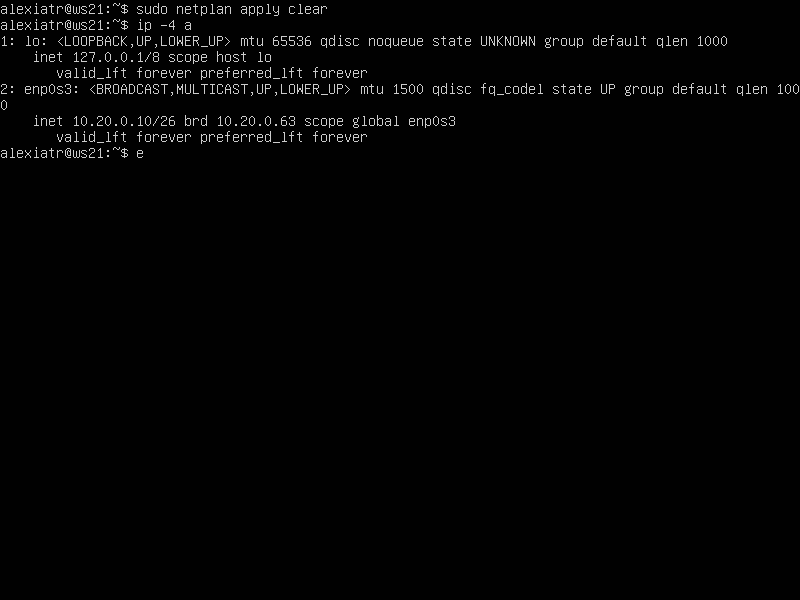 alexiatr@ws21:~$ sudo netplan apply clear
alexiatr@ws21:~$ ip -4 a
1: lo: <LOOPBACK,UP,LOWER_UP> mtu 65536 qdisc noqueue state UNKNOWN group default qlen 1000
    inet 127.0.0.1/8 scope host lo
       valid_lft forever preferred_lft forever
2: enp0s3: <BROADCAST,MULTICAST,UP,LOWER_UP> mtu 1500 qdisc fq_codel state UP group default qlen 100
0
    inet 10.20.0.10/26 brd 10.20.0.63 scope global enp0s3
       valid_lft forever preferred_lft forever
alexiatr@ws21:~$ e